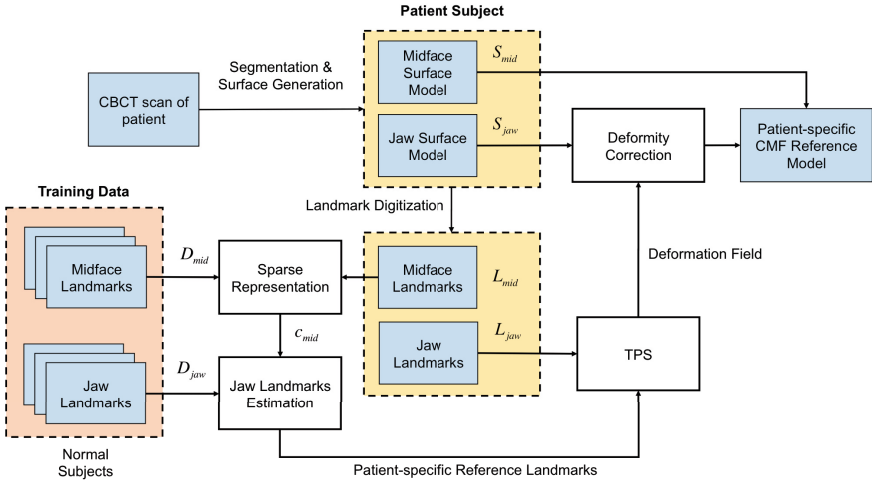 Patient Subject
Segmentation &
Surface Generation
CBCT scan of
patient
Midface
Surface
Model
S_mid
Jaw Surface
Model
S_jaw
Deformity
Correction
Patient-specific
CMF Reference
Model
Training Data
Landmark Digitization
Midface
Landmarks
D_mid
Sparse
Representation
Midface
Landmarks
L_mid
Deformation Field
c_mid
Jaw
Landmarks
L_jaw
TPS
Jaw
Landmarks
D_jaw
Jaw Landmarks
Estimation
Normal
Subjects
Patient-specific Reference Landmarks